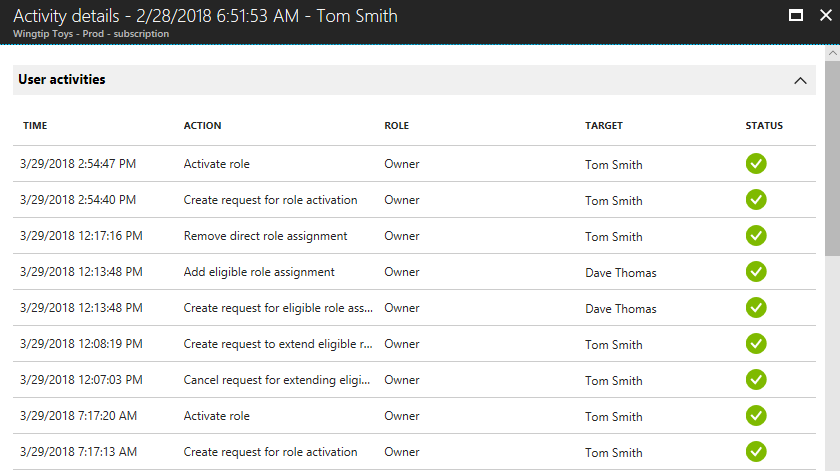 Activity details - 2/28/2018 6:51:53 AM - Tom Smith
Wingtip Toys - Prod - subscription
User activities
TIME ACTION ROLE TARGET STATUS
3/29/2018 2:54:47 PM Activate role Owner Tom Smith
3/29/2018 2:54:40 PM Create request for role activation Owner Tom Smith
3/29/2018 12:17:16 PM Remove direct role assignment Owner Tom Smith
3/29/2018 12:13:48 PM Add eligible role assignment Owner Dave Thomas
3/29/2018 12:13:48 PM Create request for eligible role ass... Owner Dave Thomas
3/29/2018 12:08:19 PM Create request to extend eligible r... Owner Tom Smith
3/29/2018 12:07:03 PM Cancel request for extending eligi... Owner Tom Smith
3/29/2018 7:17:20 AM Activate role Owner Tom Smith
3/29/2018 7:17:13 AM Create request for role activation Owner Tom Smith